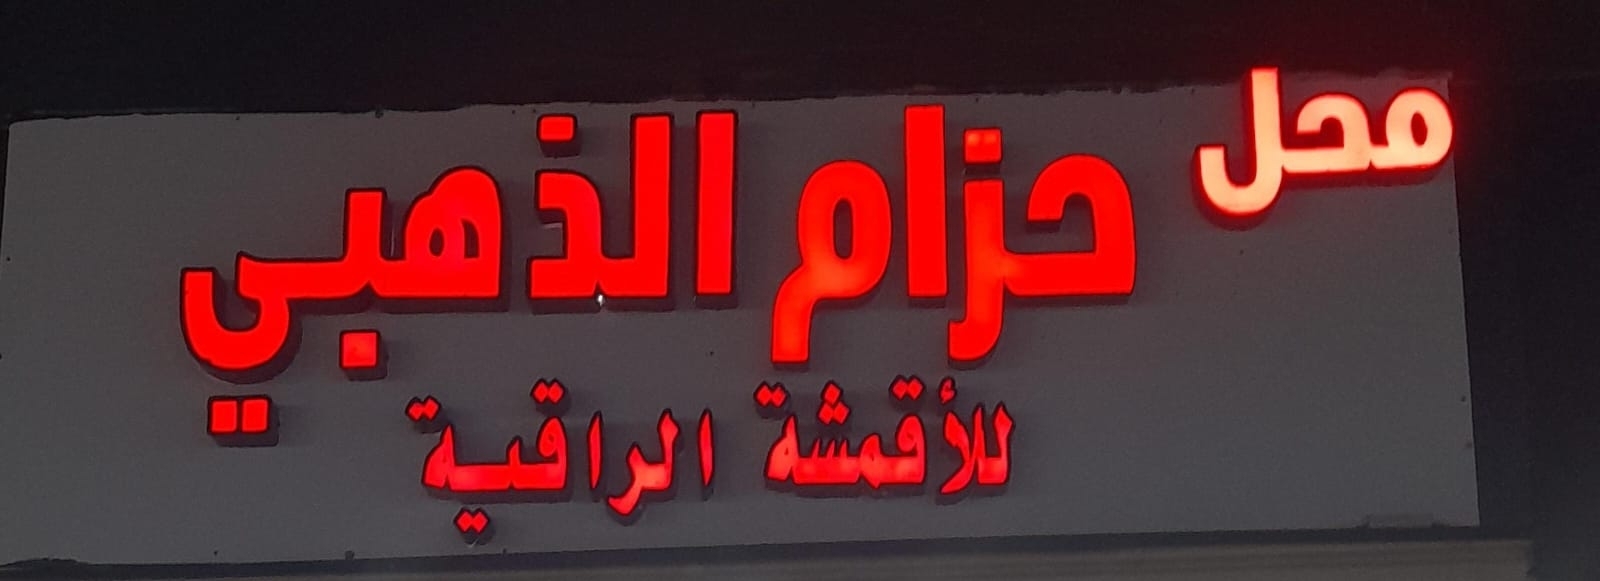 محل
حزام الذهبي
للأقمشة الراقية